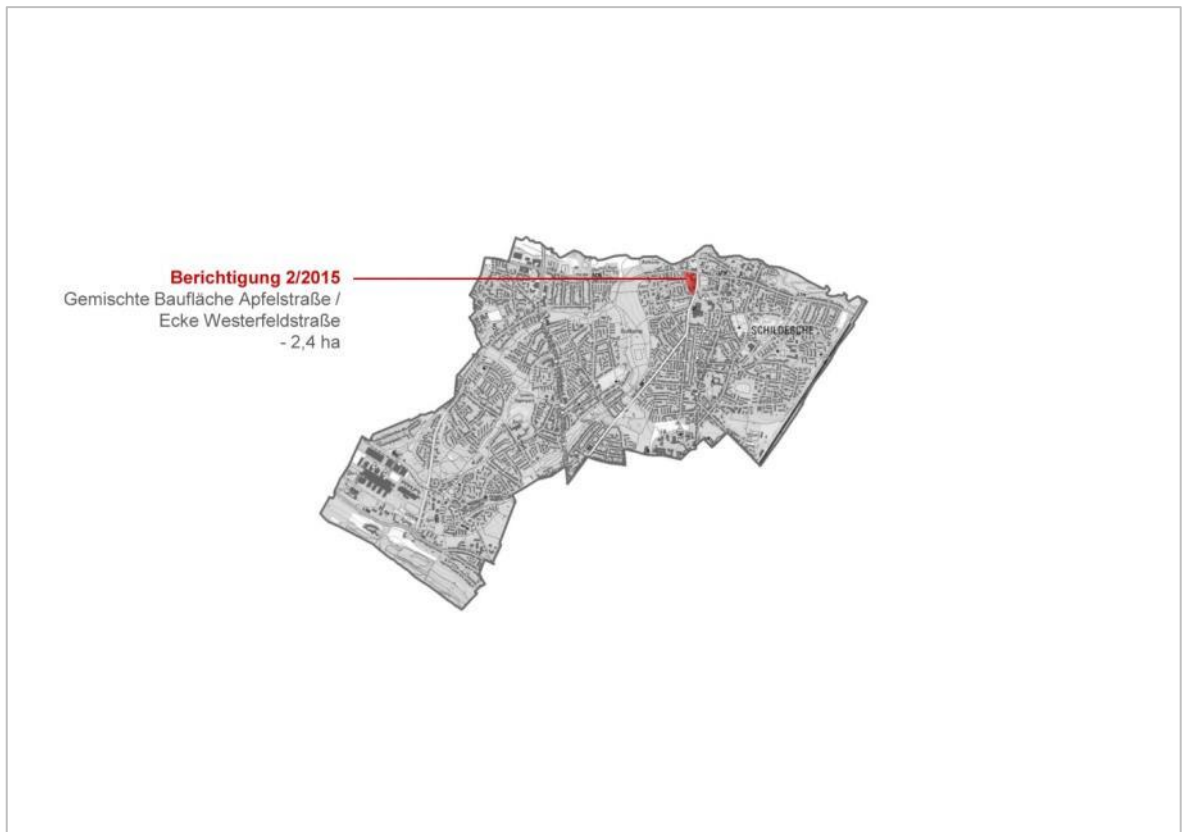 Berichtigung 2/2015
Gemischte Baufläche Apfelstraße /
Ecke Westerfeldstraße
- 2,4 ha
SCHILDESCHE